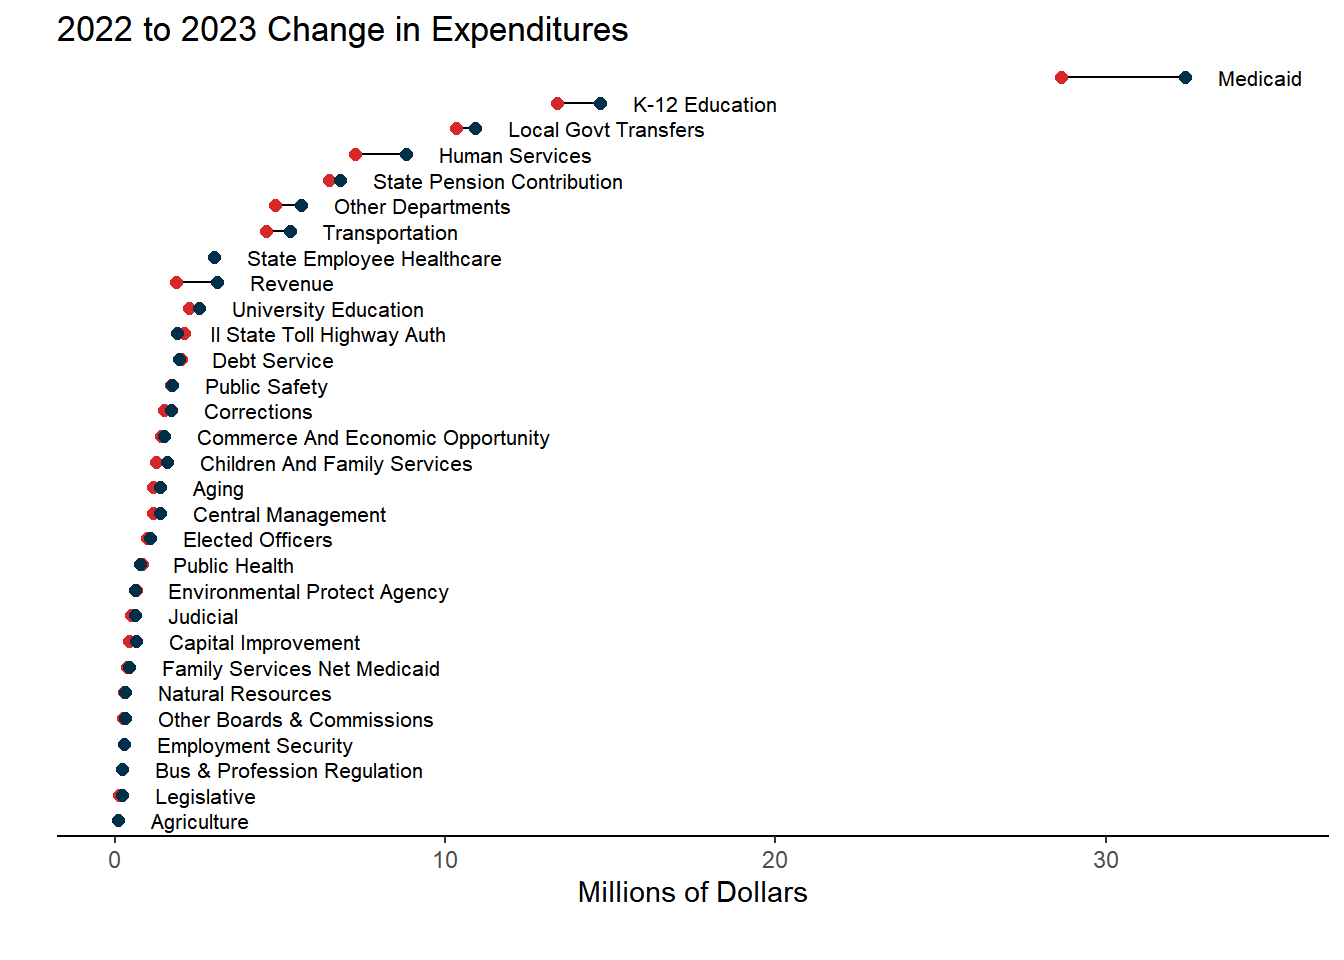 2022 to 2023 Change in Expenditures
Medicaid
K-12 Education
Local Govt Transfers
Human Services
State Pension Contribution
Other Departments
Transportation
State Employee Healthcare
Revenue
University Education
Il State Toll Highway Auth
Debt Service
Public Safety
Corrections
Commerce And Economic Opportunity
Children And Family Services
Aging
Central Management
Elected Officers
Public Health
Environmental Protect Agency
Judicial
Capital Improvement
Family Services Net Medicaid
Natural Resources
Other Boards & Commissions
Employment Security
Bus & Profession Regulation
Legislative
Agriculture
0 10 20 30
Millions of Dollars